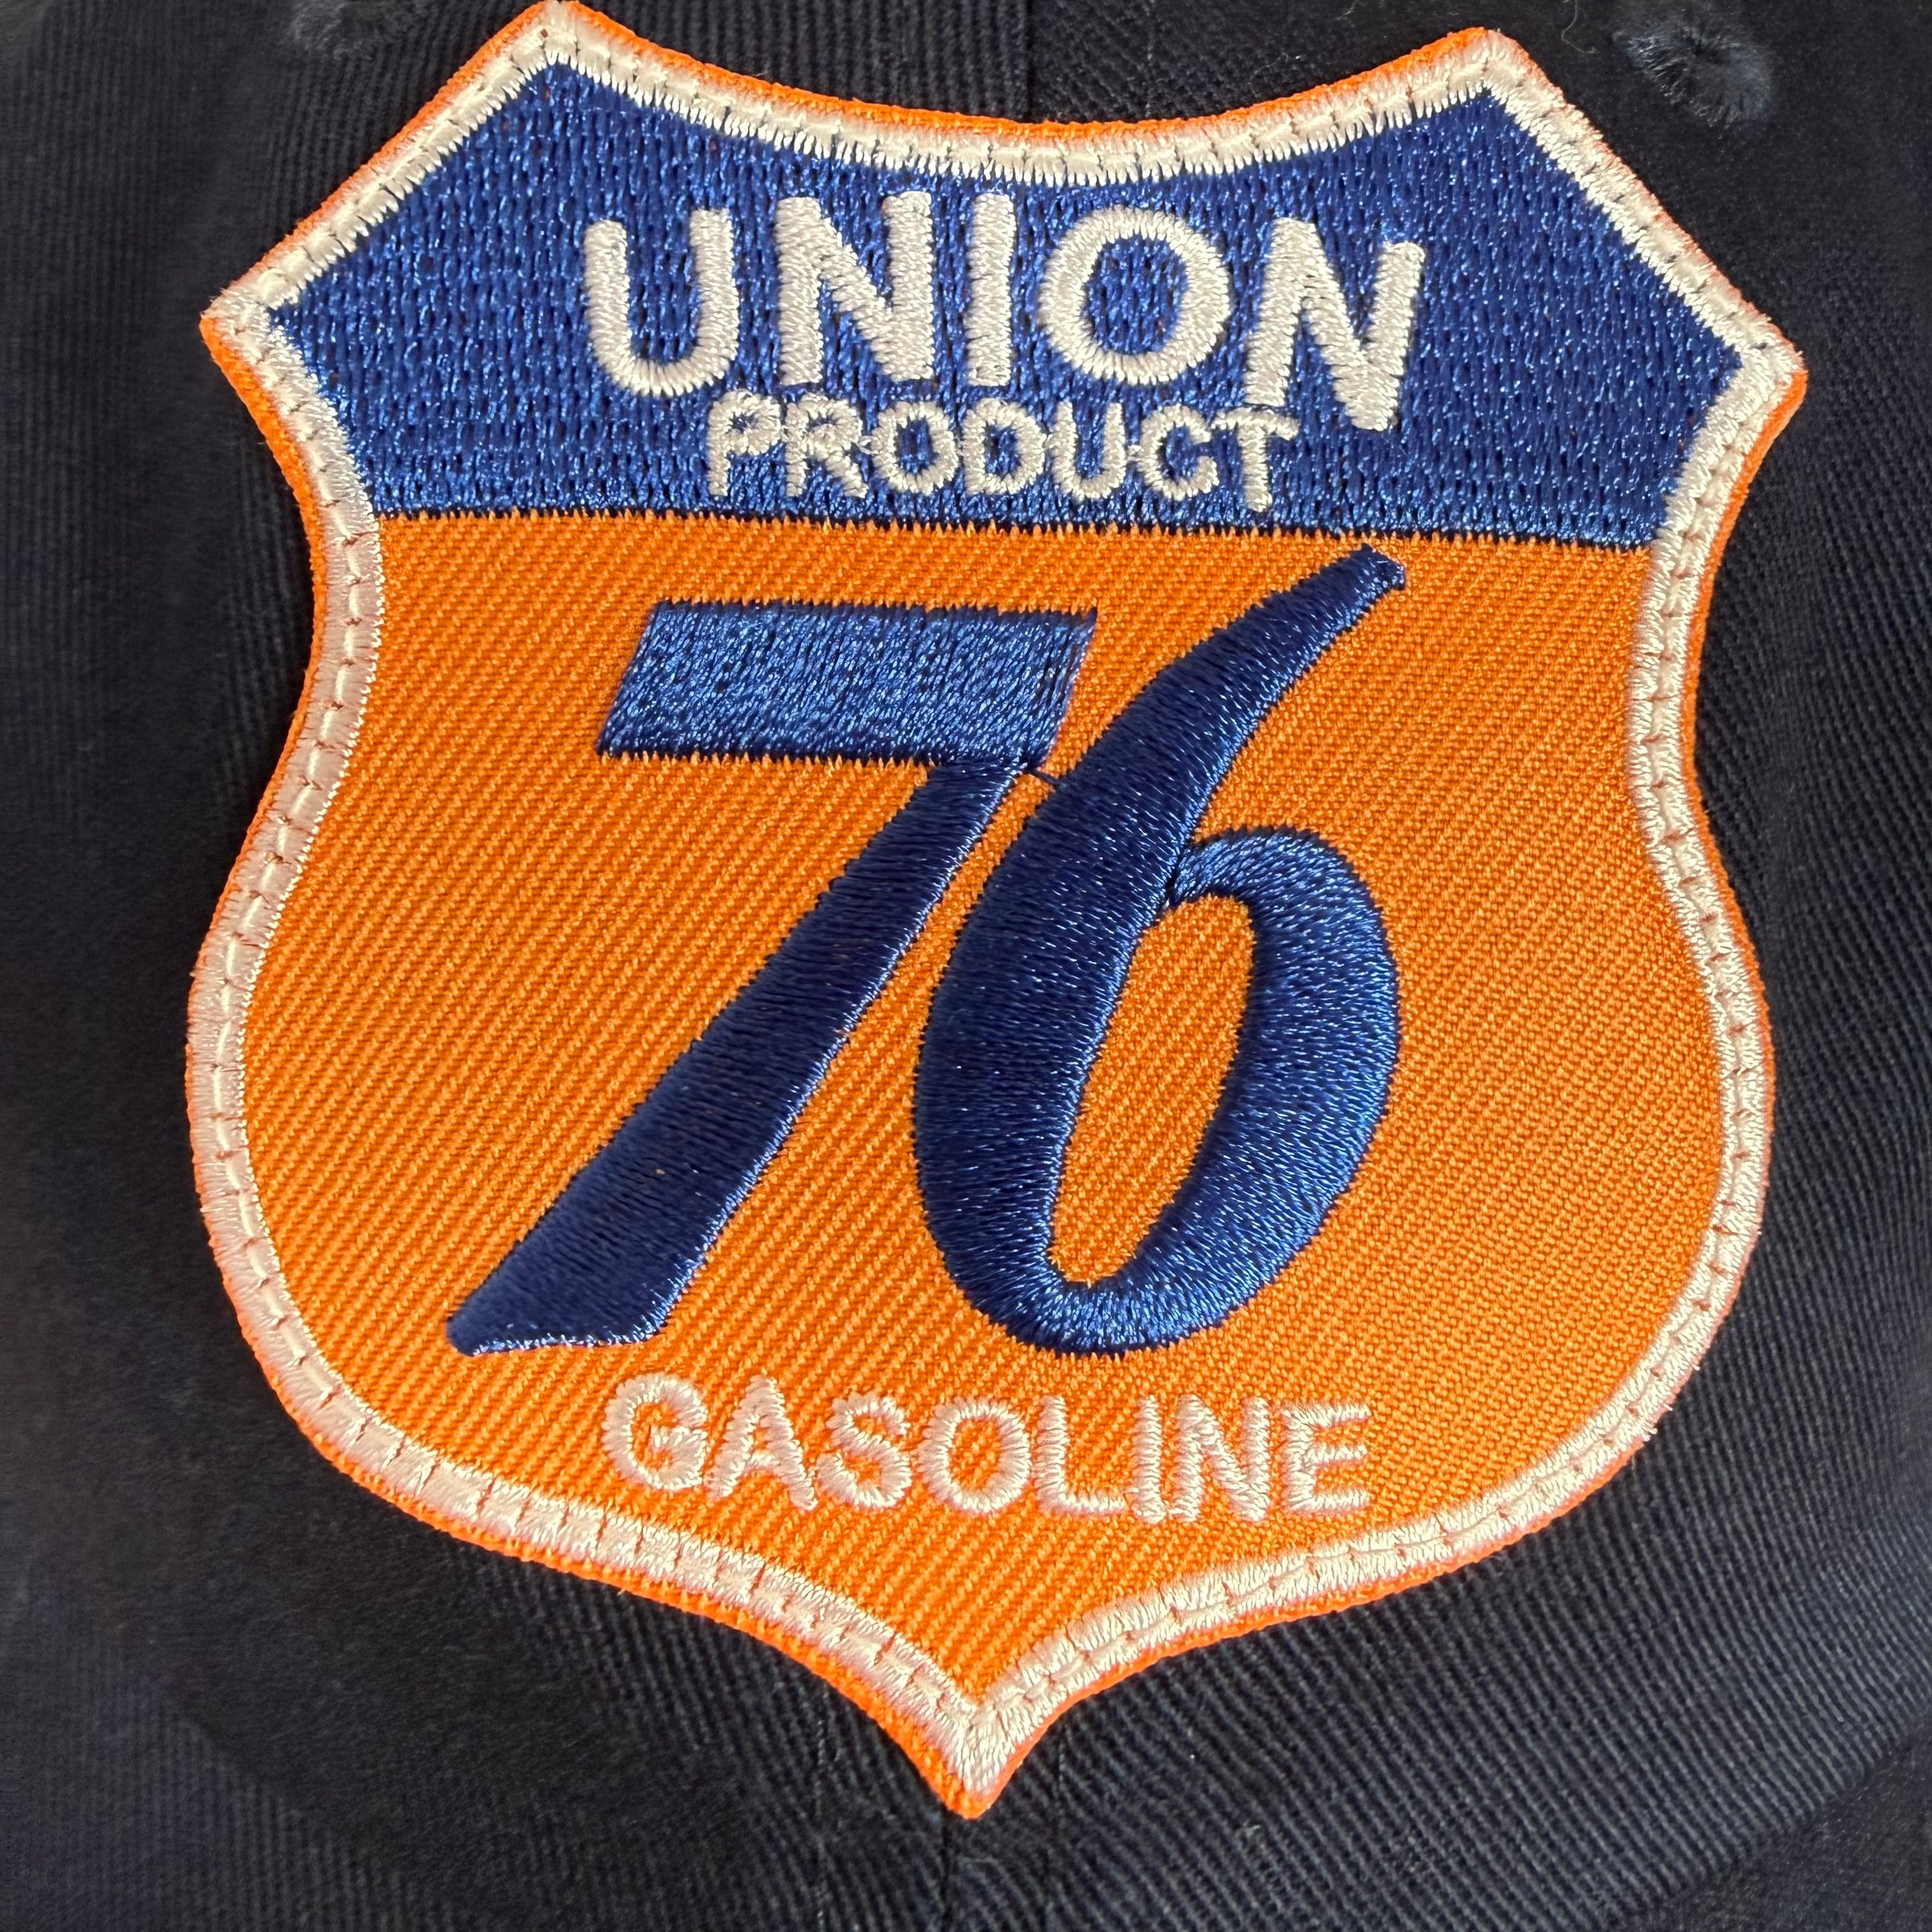 UNION
PRODUCT
76
GASOLINE